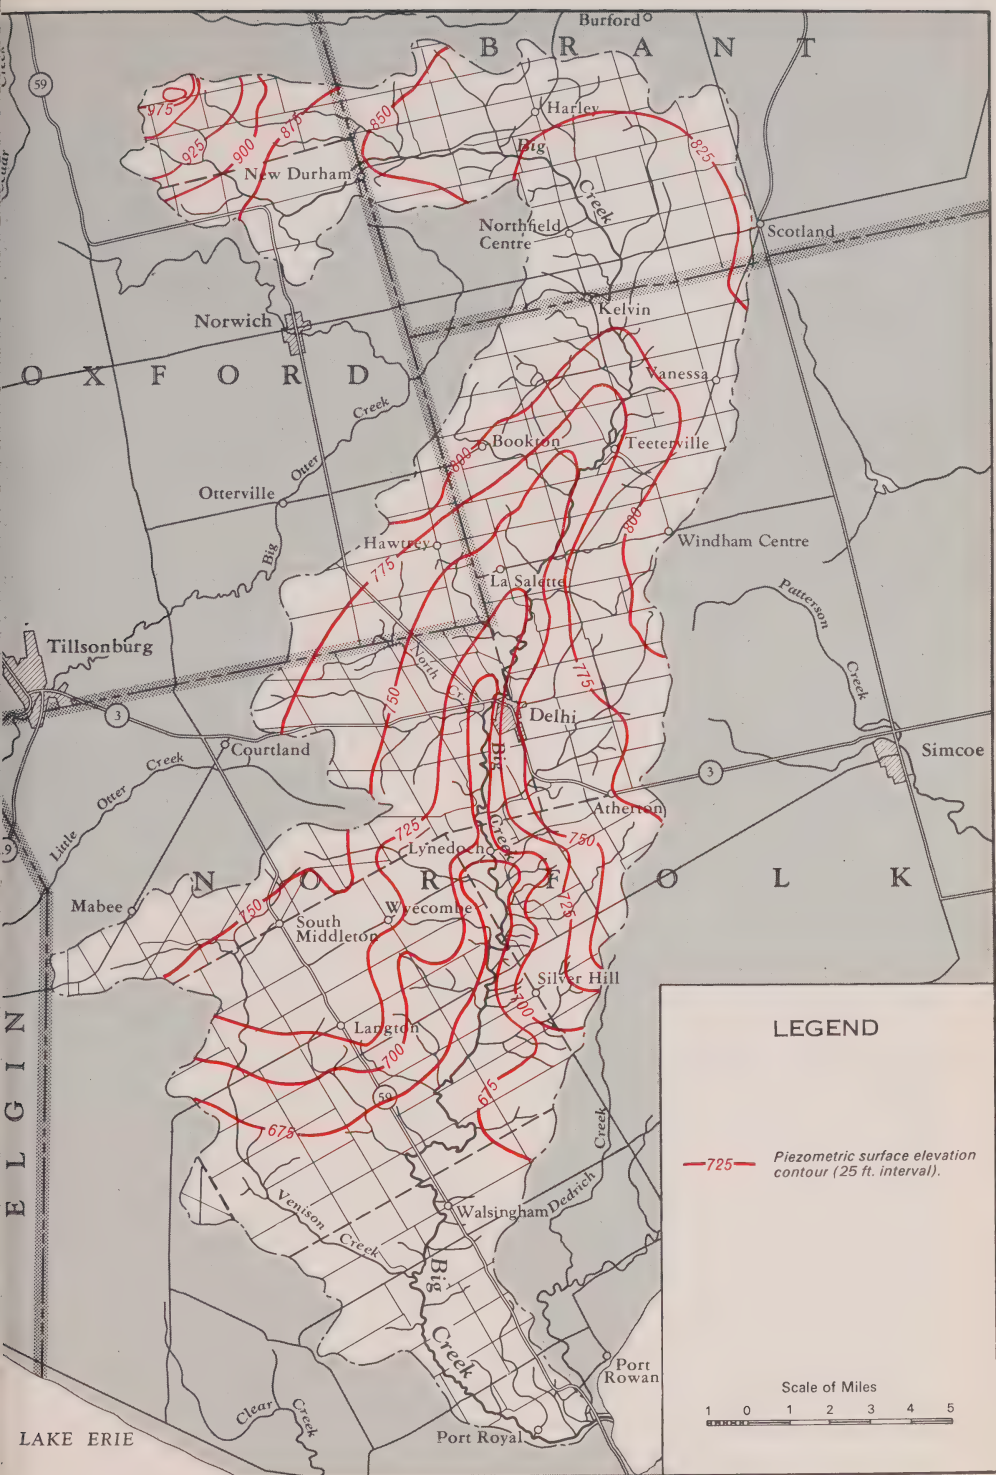 Burford
B R A N T
59
Creek
975
925
900
875
850
Harley
825
Big
Creek
New Durham
Northfield
Centre
Scotland
Kelvin
Norwich
O X F O R D
Vanessa
Creek
Otter
Big
800
Bookton
Teeterville
Otterville
800
Hawtrey
Windham Centre
775
La Salette
Patterson
Creek
Tillsonburg
North
Cr.
775
750
Delhi
3
Courtland
Simcoe
Creek
Otter
Little
Big
Creek
3
Atherton
725
750
Lynedoch
9
N O R F O L K
Mabee
750
South
Middleton
Wyecombe
725
Silver Hill
700
E L G I N
Langton
700
LEGEND
59
675
675
Creek
Dedrich
725
Piezometric surface elevation
contour (25 ft. interval).
Venison
Creek
Walsingham
Big
Creek
Port
Rowan
Scale of Miles
1 0 1 2 3 4 5
Clear
Creek
Port Royal
LAKE ERIE